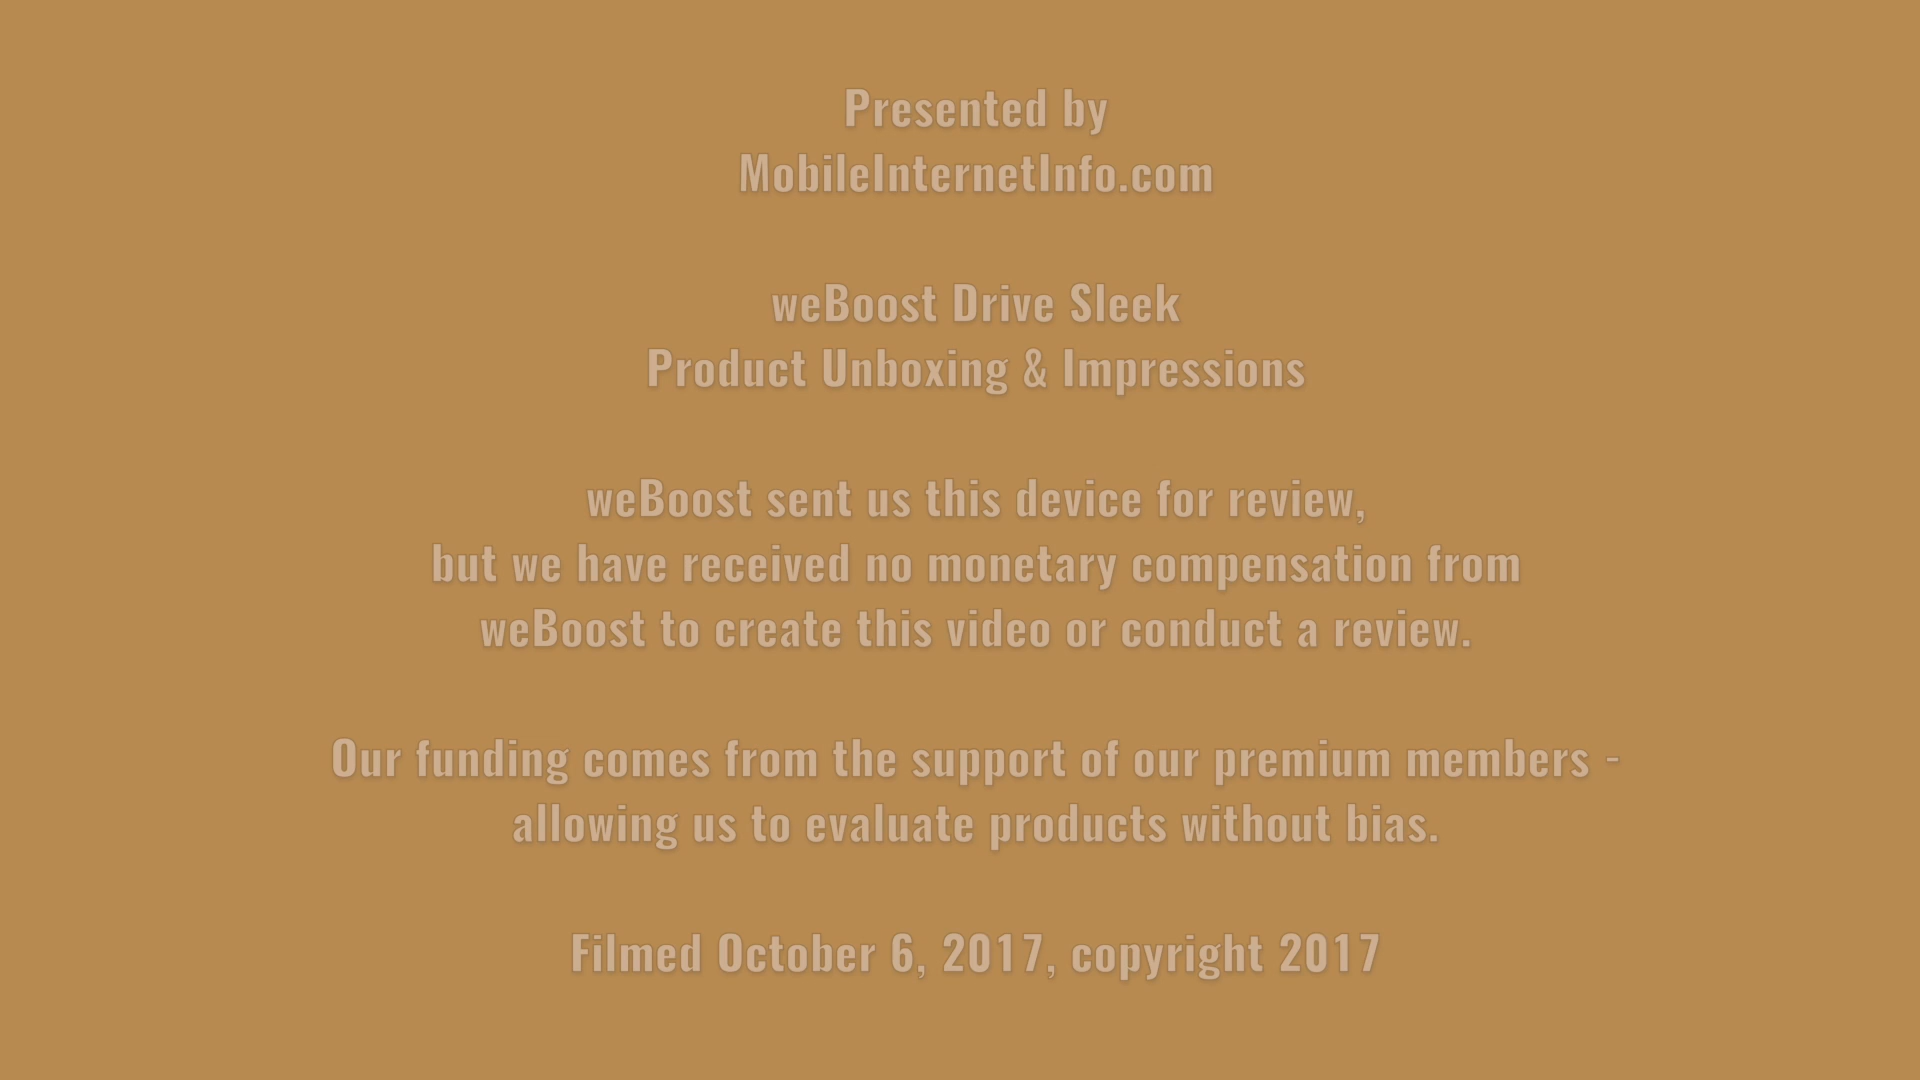 Presented by
MobileInternetInfo.com
weBoost Drive Sleek
Product Unboxing & Impressions
weBoost sent us this device for review,
but we have received no monetary compensation from
weBoost to create this video or conduct a review.
Our funding comes from the support of our premium members -
allowing us to evaluate products without bias.
Filmed October 6, 2017, copyright 2017